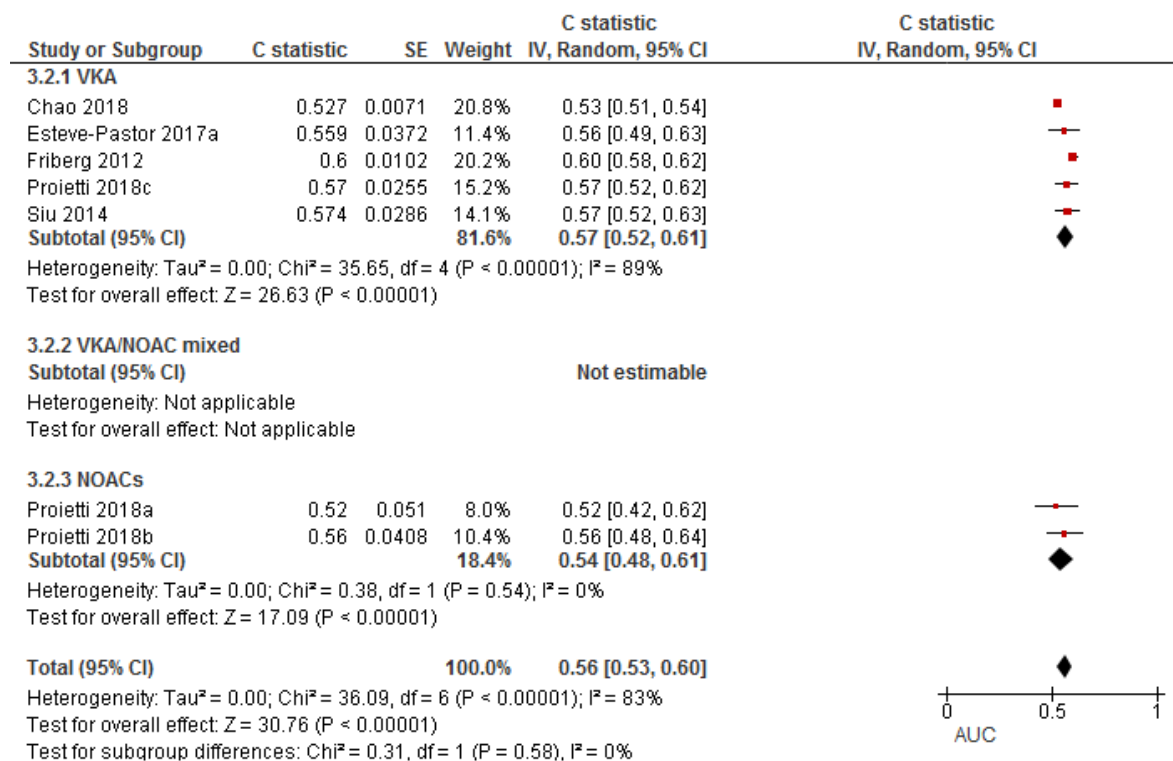 C statistic C statistic
Study or Subgroup C statistic SE Weight IV, Random, 95% CI IV, Random, 95% CI
3.2.1 VKA
Chao 2018 0.527 0.0071 20.8% 0.53 [0.51, 0.54]
Esteve-Pastor 2017a 0.559 0.0372 11.4% 0.56 [0.49, 0.63]
Friberg 2012 0.6 0.0102 20.2% 0.60 [0.58, 0.62]
Proietti 2018c 0.57 0.0255 15.2% 0.57 [0.52, 0.62]
Siu 2014 0.574 0.0286 14.1% 0.57 [0.52, 0.63]
Subtotal (95% CI) 81.6% 0.57 [0.52, 0.61]
Heterogeneity: Tau² = 0.00; Chi² = 35.65, df = 4 (P < 0.00001); I² = 89%
Test for overall effect: Z = 26.63 (P < 0.00001)
3.2.2 VKA/NOAC mixed
Subtotal (95% CI) Not estimable
Heterogeneity: Not applicable
Test for overall effect: Not applicable
3.2.3 NOACs
Proietti 2018a 0.52 0.051 8.0% 0.52 [0.42, 0.62]
Proietti 2018b 0.56 0.0408 10.4% 0.56 [0.48, 0.64]
Subtotal (95% CI) 18.4% 0.54 [0.48, 0.61]
Heterogeneity: Tau² = 0.00; Chi² = 0.38, df = 1 (P = 0.54); I² = 0%
Test for overall effect: Z = 17.09 (P < 0.00001)
Total (95% CI) 100.0% 0.56 [0.53, 0.60]
Heterogeneity: Tau² = 0.00; Chi² = 36.09, df = 6 (P < 0.00001); I² = 83%
Test for overall effect: Z = 30.76 (P < 0.00001)
Test for subgroup differences: Chi² = 0.31, df = 1 (P = 0.58), I² = 0%
0 0.5 1
AUC